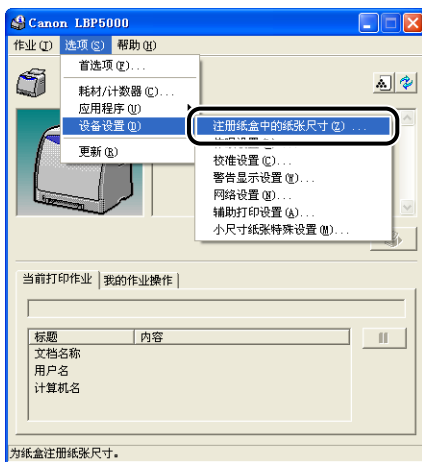 Canon LBP5000
作业(J) 选项(S) 帮助(H)
首选项(P)...
耗材/计数器(C)...
应用程序(U)
设备设置(D)
更新(R)
注册纸盒中的纸张尺寸(Z) ...
校准设置(C)...
警告显示设置(W)...
网络设置(N)...
辅助打印设置(A)...
小尺寸纸张特殊设置(M)...
当前打印作业 我的作业操作
标题 内容
文档名称
用户名
计算机名
为纸盒注册纸张尺寸。